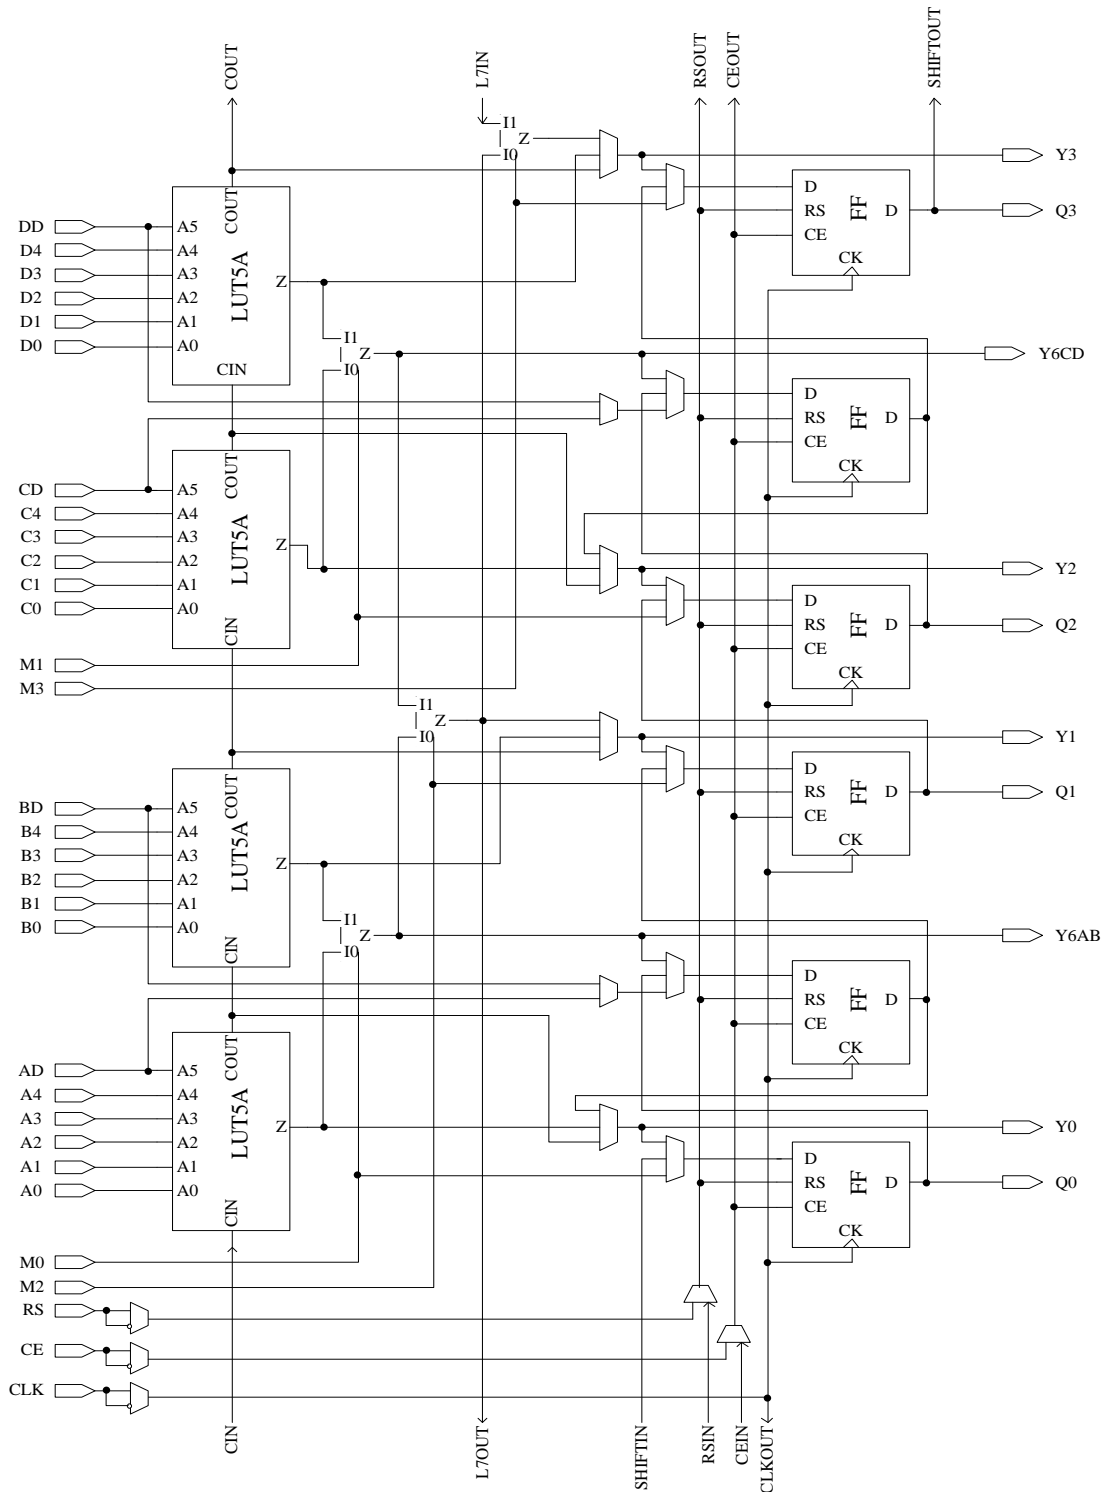 COUT
L7IN
RSOUT
CEOUT
SHIFTOUT
I1
Z
I0
Y3
COUT
D
RS
CE
FF
D
CK
Q3
DD
D4
D3
D2
D1
D0
A5
A4
A3
A2
A1
A0
LUT5A
Z
CIN
I1
Z
I0
Y6CD
D
RS
CE
FF
D
CK
COUT
CD
C4
C3
C2
C1
C0
A5
A4
A3
A2
A1
A0
LUT5A
Z
CIN
Y2
D
RS
CE
FF
D
CK
Q2
M1
M3
I1
Z
I0
Y1
COUT
D
RS
CE
FF
D
CK
Q1
BD
B4
B3
B2
B1
B0
A5
A4
A3
A2
A1
A0
LUT5A
Z
CIN
I1
Z
I0
Y6AB
D
RS
CE
FF
D
CK
COUT
AD
A4
A3
A2
A1
A0
A5
A4
A3
A2
A1
A0
LUT5A
Z
CIN
Y0
D
RS
CE
FF
D
CK
Q0
M0
M2
RS
CE
CLK
CIN
L7OUT
SHIFTIN
RSIN
CEIN
CLKOUT